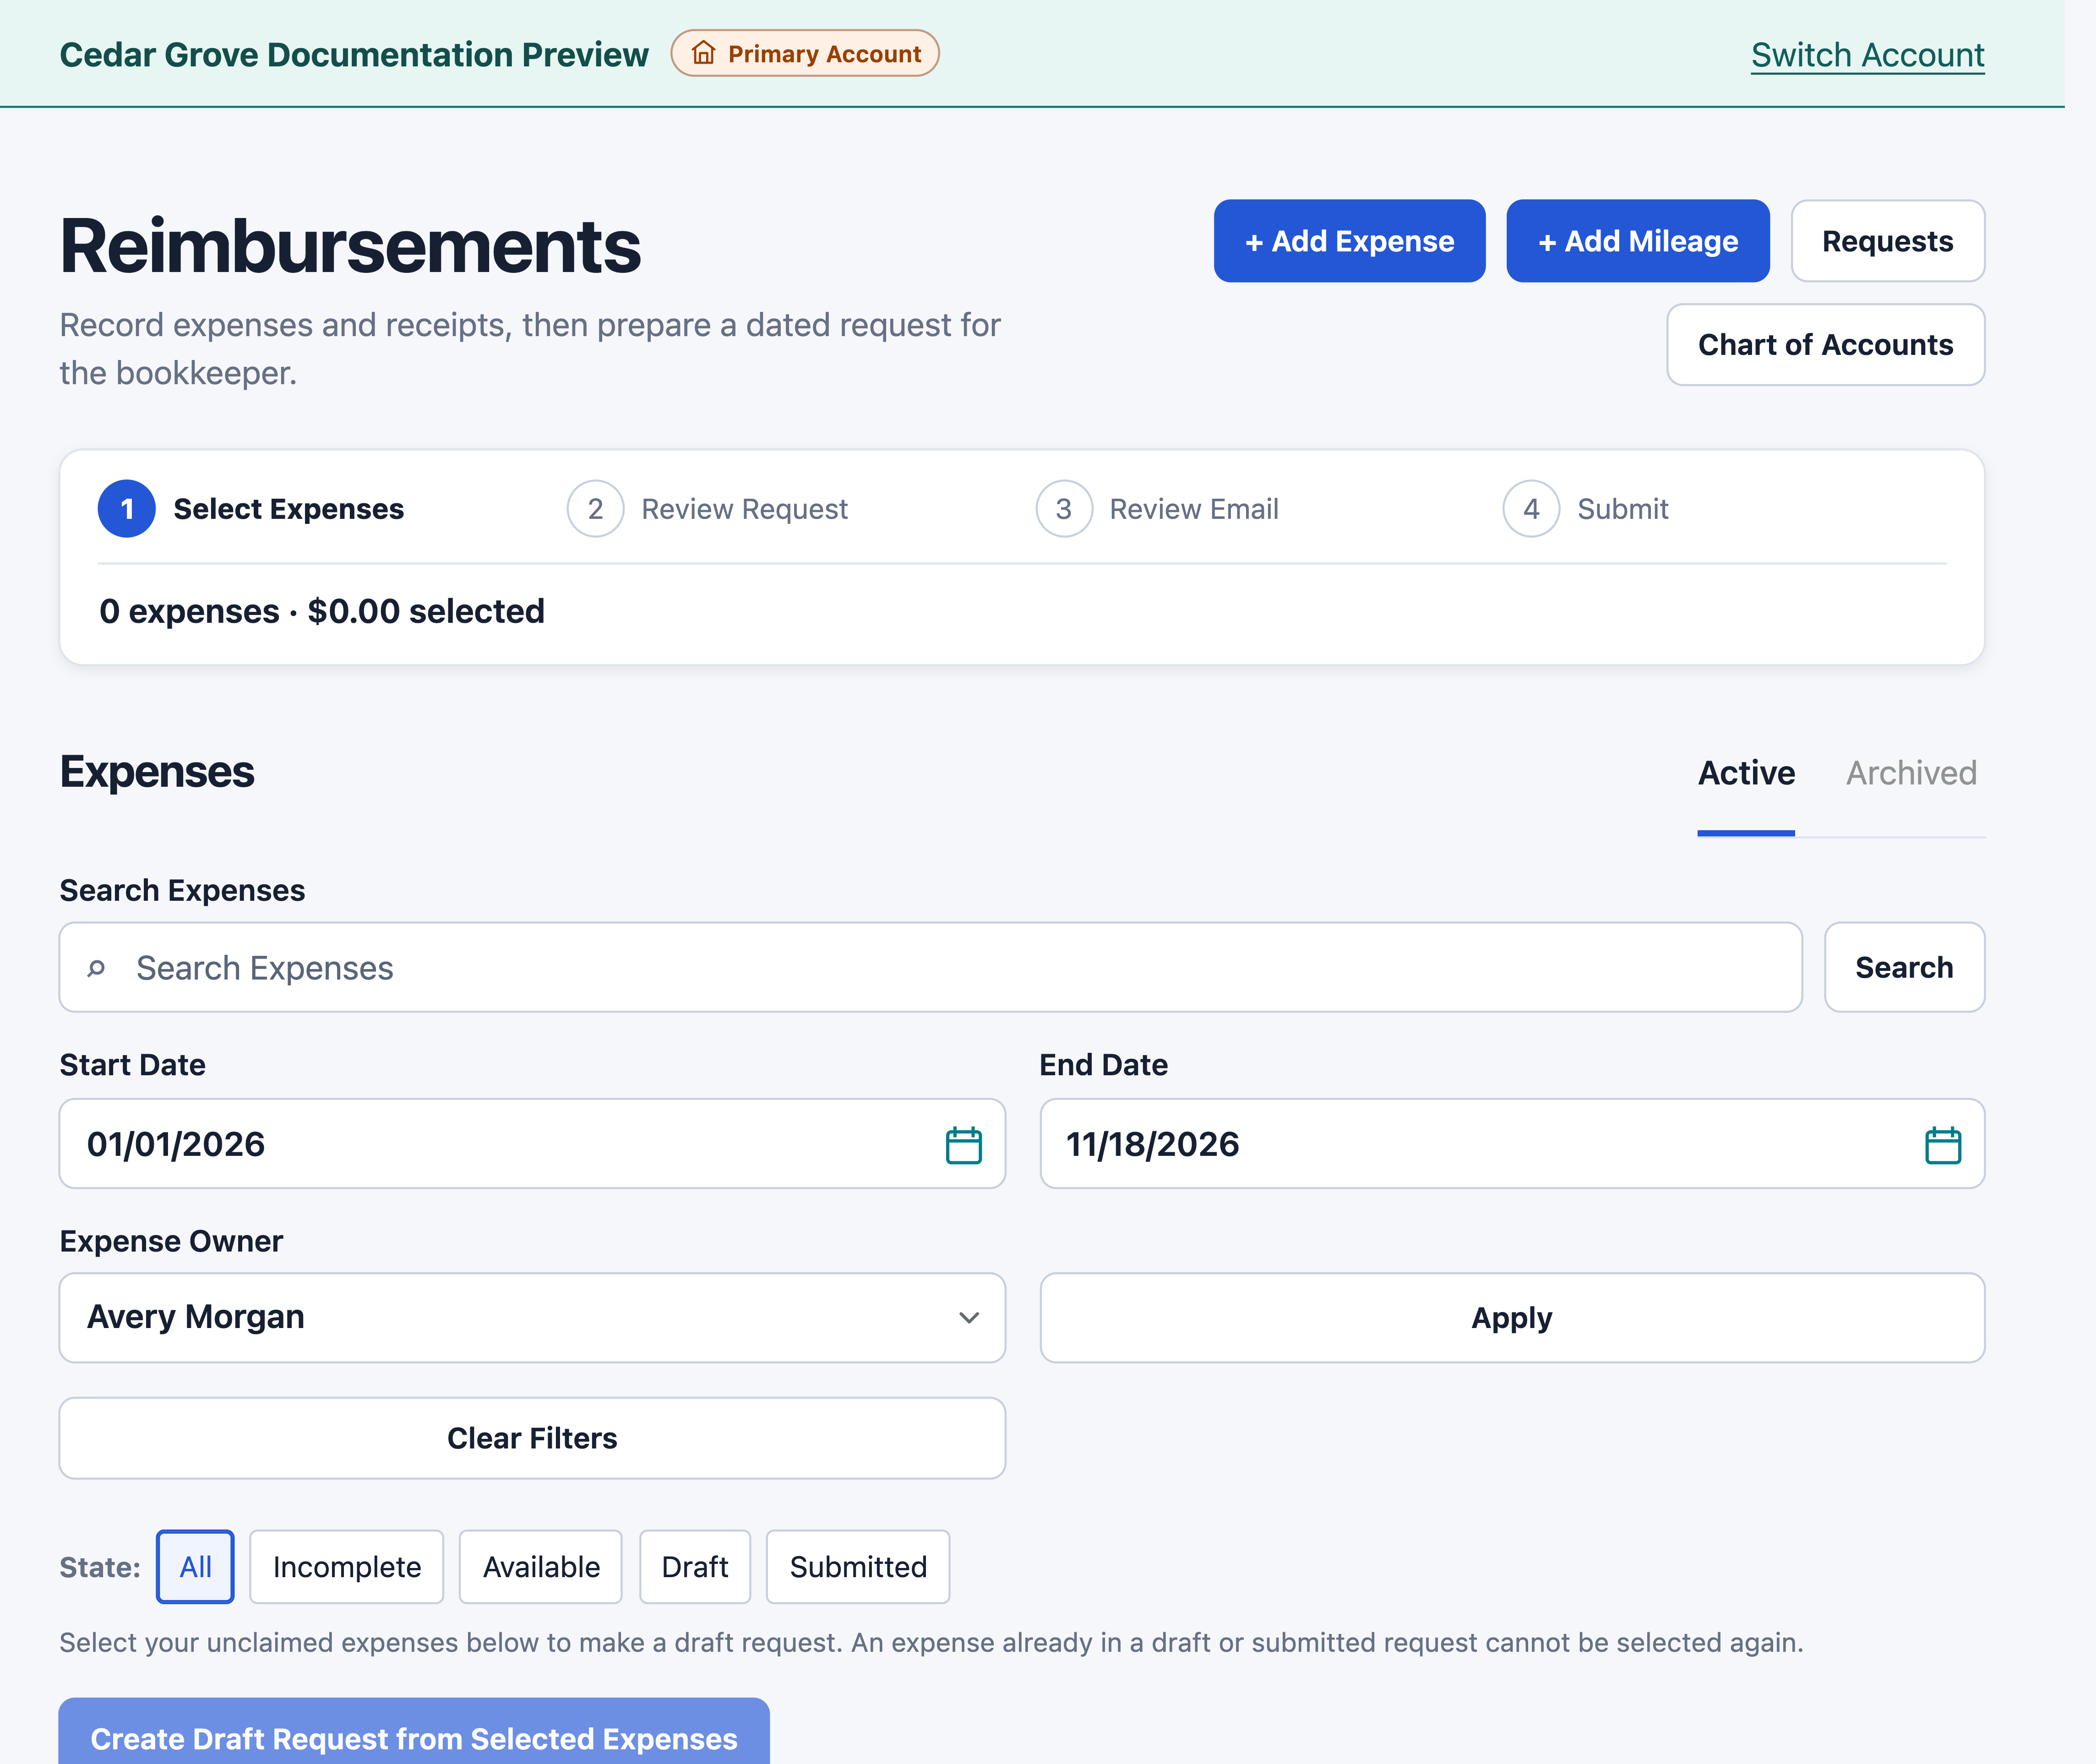 Cedar Grove Documentation Preview
Primary Account
Switch Account
Reimbursements
+ Add Expense
+ Add Mileage
Requests
Record expenses and receipts, then prepare a dated request for
the bookkeeper.
Chart of Accounts
1 Select Expenses
2 Review Request
3 Review Email
4 Submit
0 expenses · $0.00 selected
Expenses
Active
Archived
Search Expenses
Search Expenses
Search
Start Date
End Date
01/01/2026
11/18/2026
Expense Owner
Avery Morgan
Apply
Clear Filters
State: All Incomplete Available Draft Submitted
Select your unclaimed expenses below to make a draft request. An expense already in a draft or submitted request cannot be selected again.
Create Draft Request from Selected Expenses